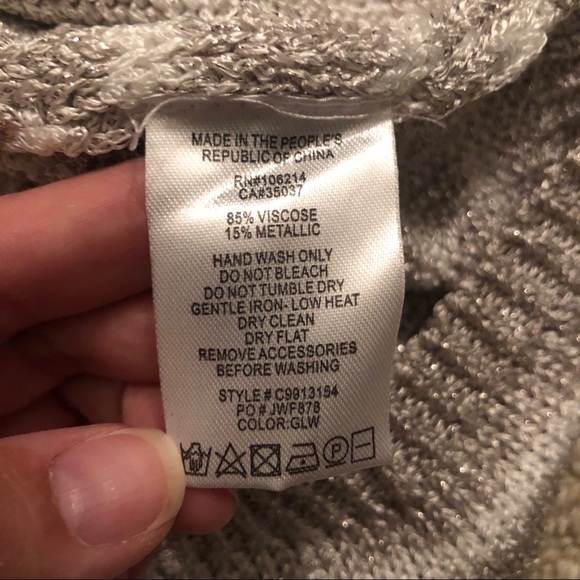 MADE IN THE PEOPLE'S
REPUBLIC OF CHINA
RN#106214
CA#35037
85% VISCOSE
15% METALLIC
HAND WASH ONLY
DO NOT BLEACH
DO NOT TUMBLE DRY
GENTLE IRON- LOW HEAT
DRY CLEAN
DRY FLAT
REMOVE ACCESSORIES
BEFORE WASHING
STYLE # C9913154
PO # JWF878
COLOR:GLW
P